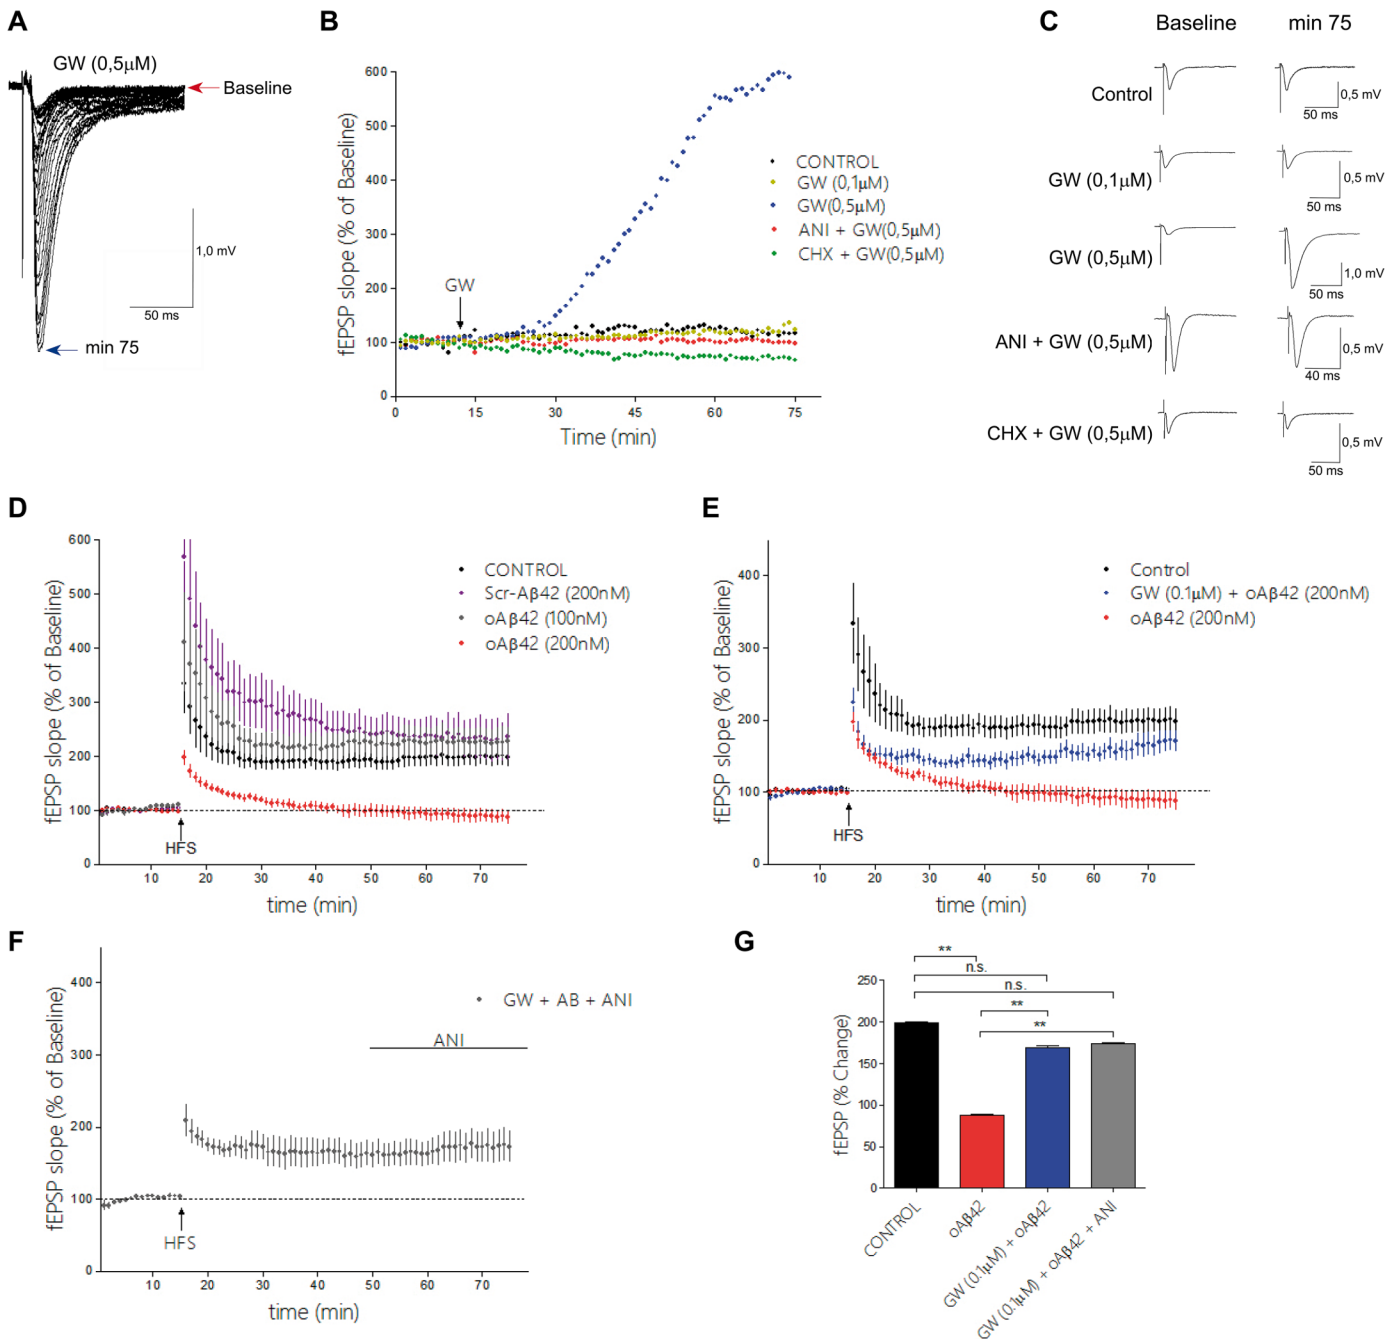 A
GW (0,5μM)
Baseline
1,0 mV
50 ms
min 75
B
fEPSP slope (% of Baseline)
600
500
400
300
200
100
0
GW
CONTROL
GW (0,1μM)
GW(0,5μM)
ANI + GW(0,5μM)
CHX + GW(0,5μM)
0 15 30 45 60 75
Time (min)
C
Baseline min 75
Control
0,5 mV
50 ms
GW (0,1μM)
0,5 mV
50 ms
GW (0,5μM)
1,0 mV
50 ms
ANI + GW (0,5μM)
0,5 mV
40 ms
CHX + GW (0,5μM)
0,5 mV
50 ms
D
fEPSP slope (% of Baseline)
600
500
400
300
200
100
0
CONTROL
Scr-Aβ42 (200nM)
oAβ42 (100nM)
oAβ42 (200nM)
HFS
10 20 30 40 50 60 70
time (min)
E
fEPSP slope (% of Baseline)
400
300
200
100
0
Control
GW (0.1μM) + oAβ42 (200nM)
oAβ42 (200nM)
HFS
10 20 30 40 50 60 70
time (min)
F
fEPSP slope (% of Baseline)
400
300
200
100
0
GW + AB + ANI
ANI
HFS
10 20 30 40 50 60 70
time (min)
G
fEPSP (% Change)
250
200
150
100
50
0
**
n.s.
n.s.
**
**
CONTROL
oAβ42
GW (0.1μM) + oAβ42
GW (0.1μM) + oAβ42 + ANI